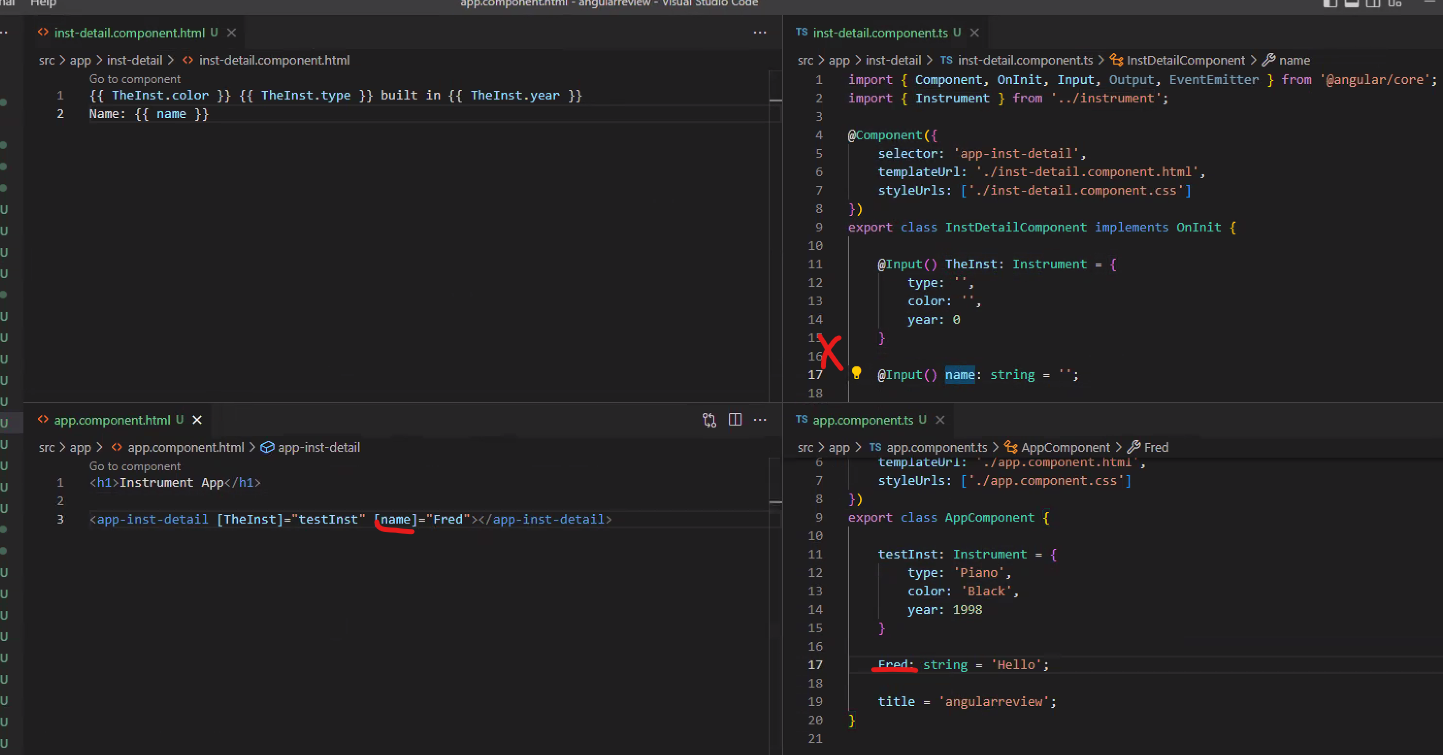 Help
app.component.html - angularreview - Visual Studio Code
inst-detail.component.html U
src > app > inst-detail > inst-detail.component.html
Go to component
1 {{ TheInst.color }} {{ TheInst.type }} built in {{ TheInst.year }}
2 Name: {{ name }}
inst-detail.component.ts U
src > app > inst-detail > TS inst-detail.component.ts > InstDetailComponent > name
1 import { Component, OnInit, Input, Output, EventEmitter } from '@angular/core';
2 import { Instrument } from '../instrument';
3
4 @Component({
5 selector: 'app-inst-detail',
6 templateUrl: './inst-detail.component.html',
7 styleUrls: ['./inst-detail.component.css']
8 })
9 export class InstDetailComponent implements OnInit {
10
11 @Input() TheInst: Instrument = {
12 type: '',
13 color: '',
14 year: 0
15 }
16
17 @Input() name: string = '';
18
app.component.html U
src > app > app.component.html > app-inst-detail
Go to component
1 <h1>Instrument App</h1>
2
3 <app-inst-detail [TheInst]="testInst" [name]="Fred"></app-inst-detail>
TS app.component.ts U
src > app > TS app.component.ts > AppComponent > Fred
6 templateUrl: './app.component.html',
7 styleUrls: ['./app.component.css']
8 })
9 export class AppComponent {
10
11 testInst: Instrument = {
12 type: 'Piano',
13 color: 'Black',
14 year: 1998
15 }
16
17 Fred: string = 'Hello';
18
19 title = 'angularreview';
20 }
21